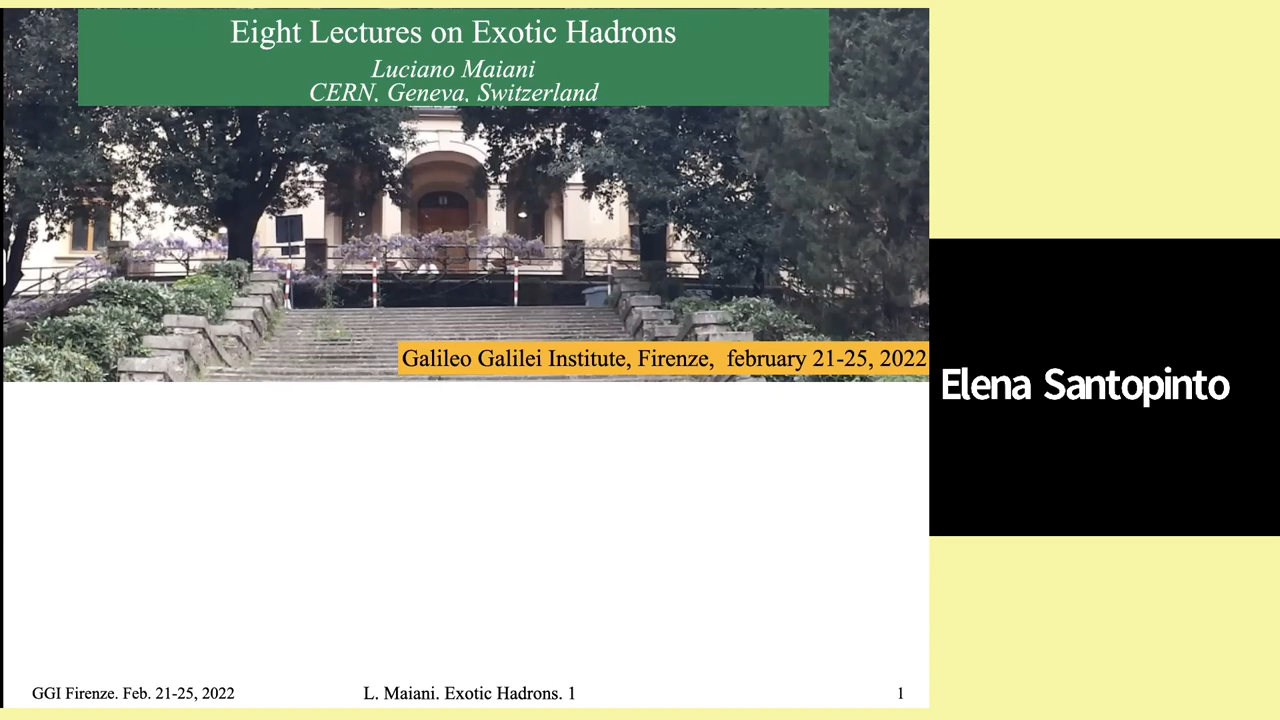 Eight Lectures on Exotic Hadrons
Luciano Maiani
CERN, Geneva, Switzerland
Galileo Galilei Institute, Firenze, february 21-25, 2022
Elena Santopinto
GGI Firenze. Feb. 21-25, 2022
L. Maiani. Exotic Hadrons. 1
1